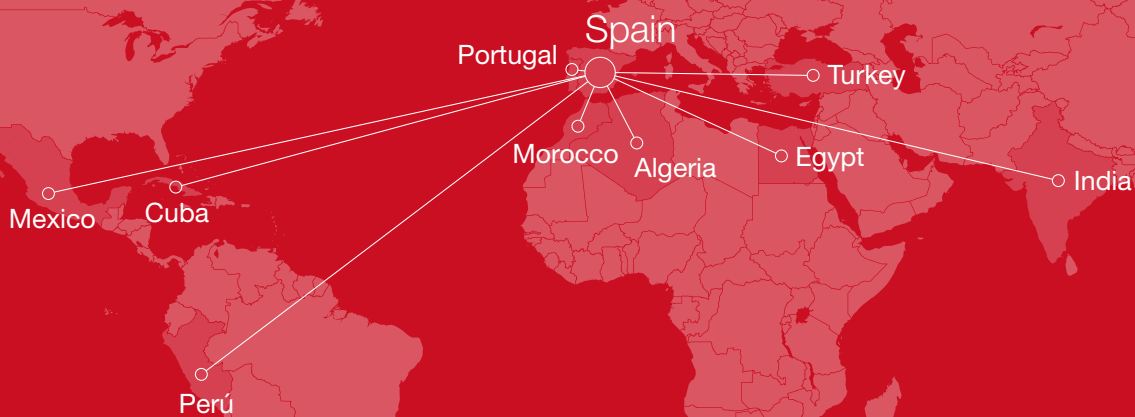 Spain
Portugal
Turkey
Morocco
Algeria
Egypt
India
Mexico
Cuba
Perú